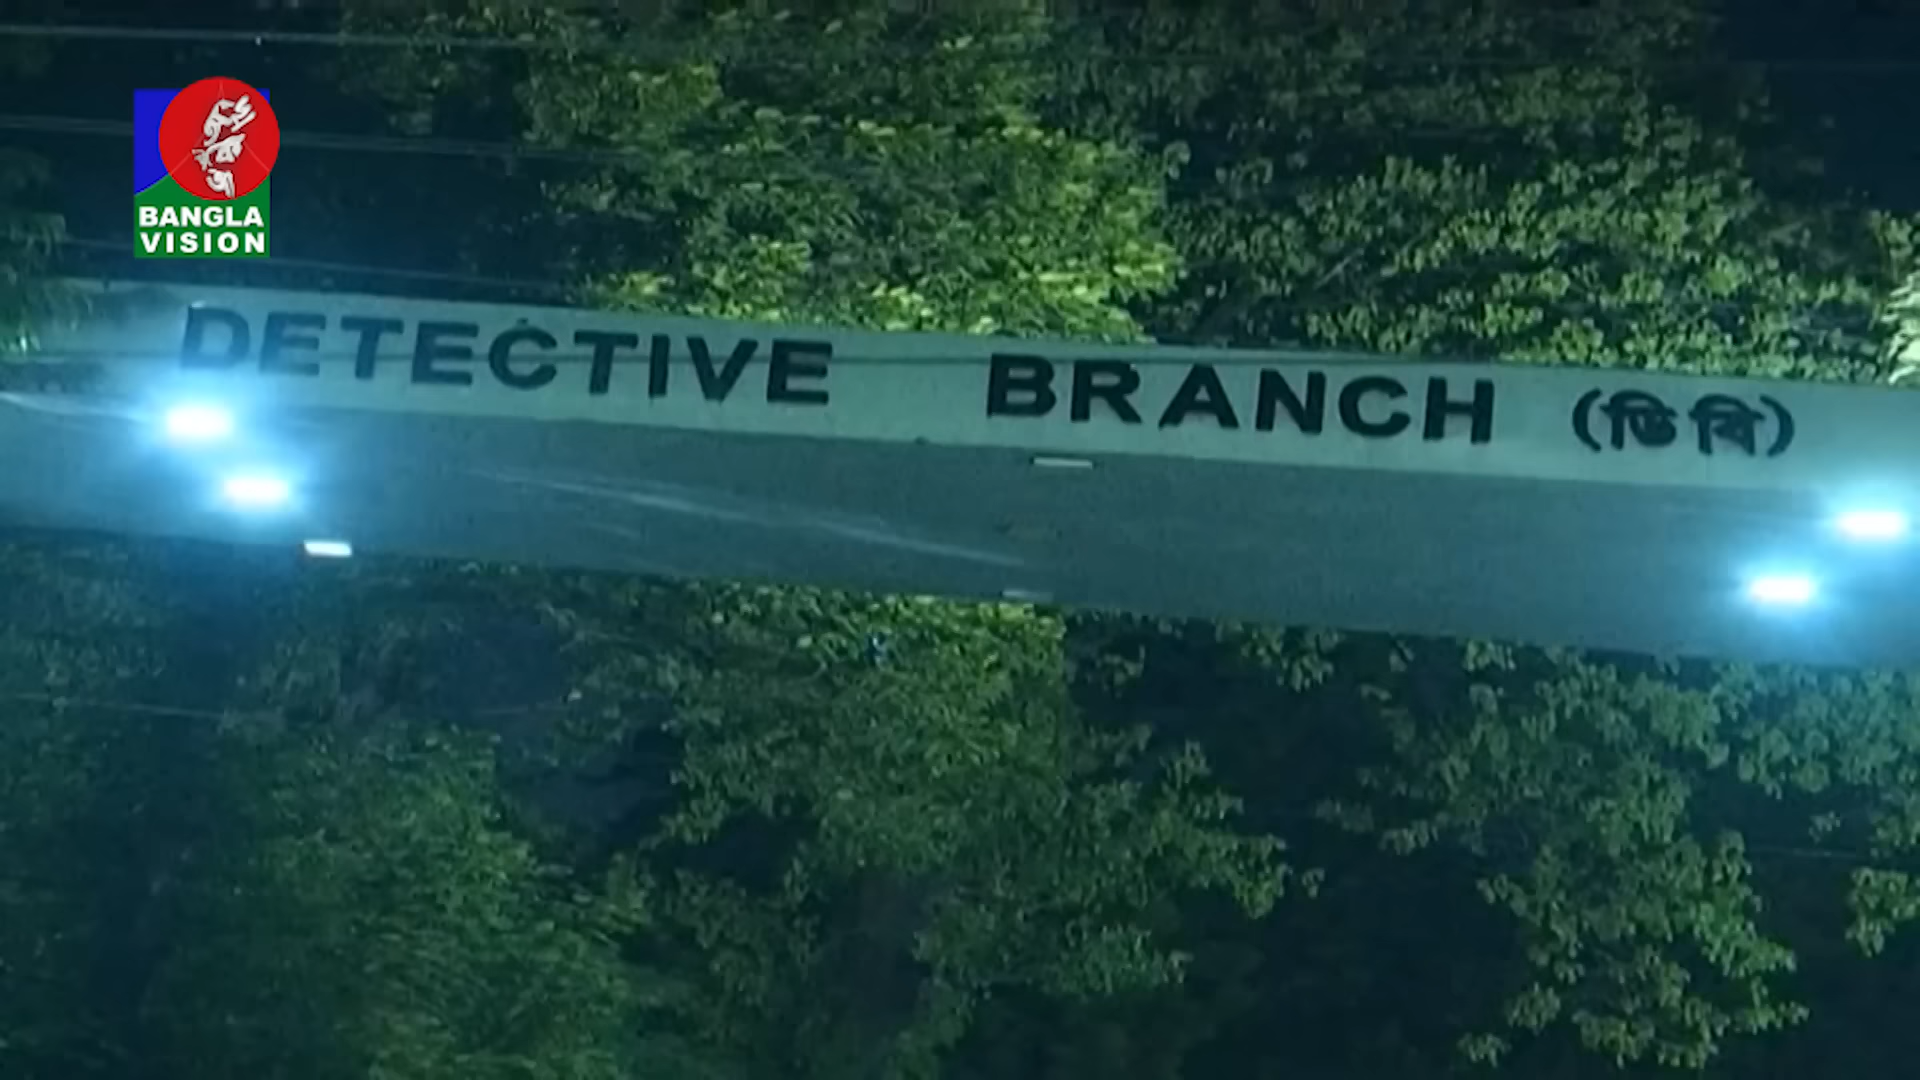 BANGLA
VISION
DETECTIVE BRANCH (ডিবি)